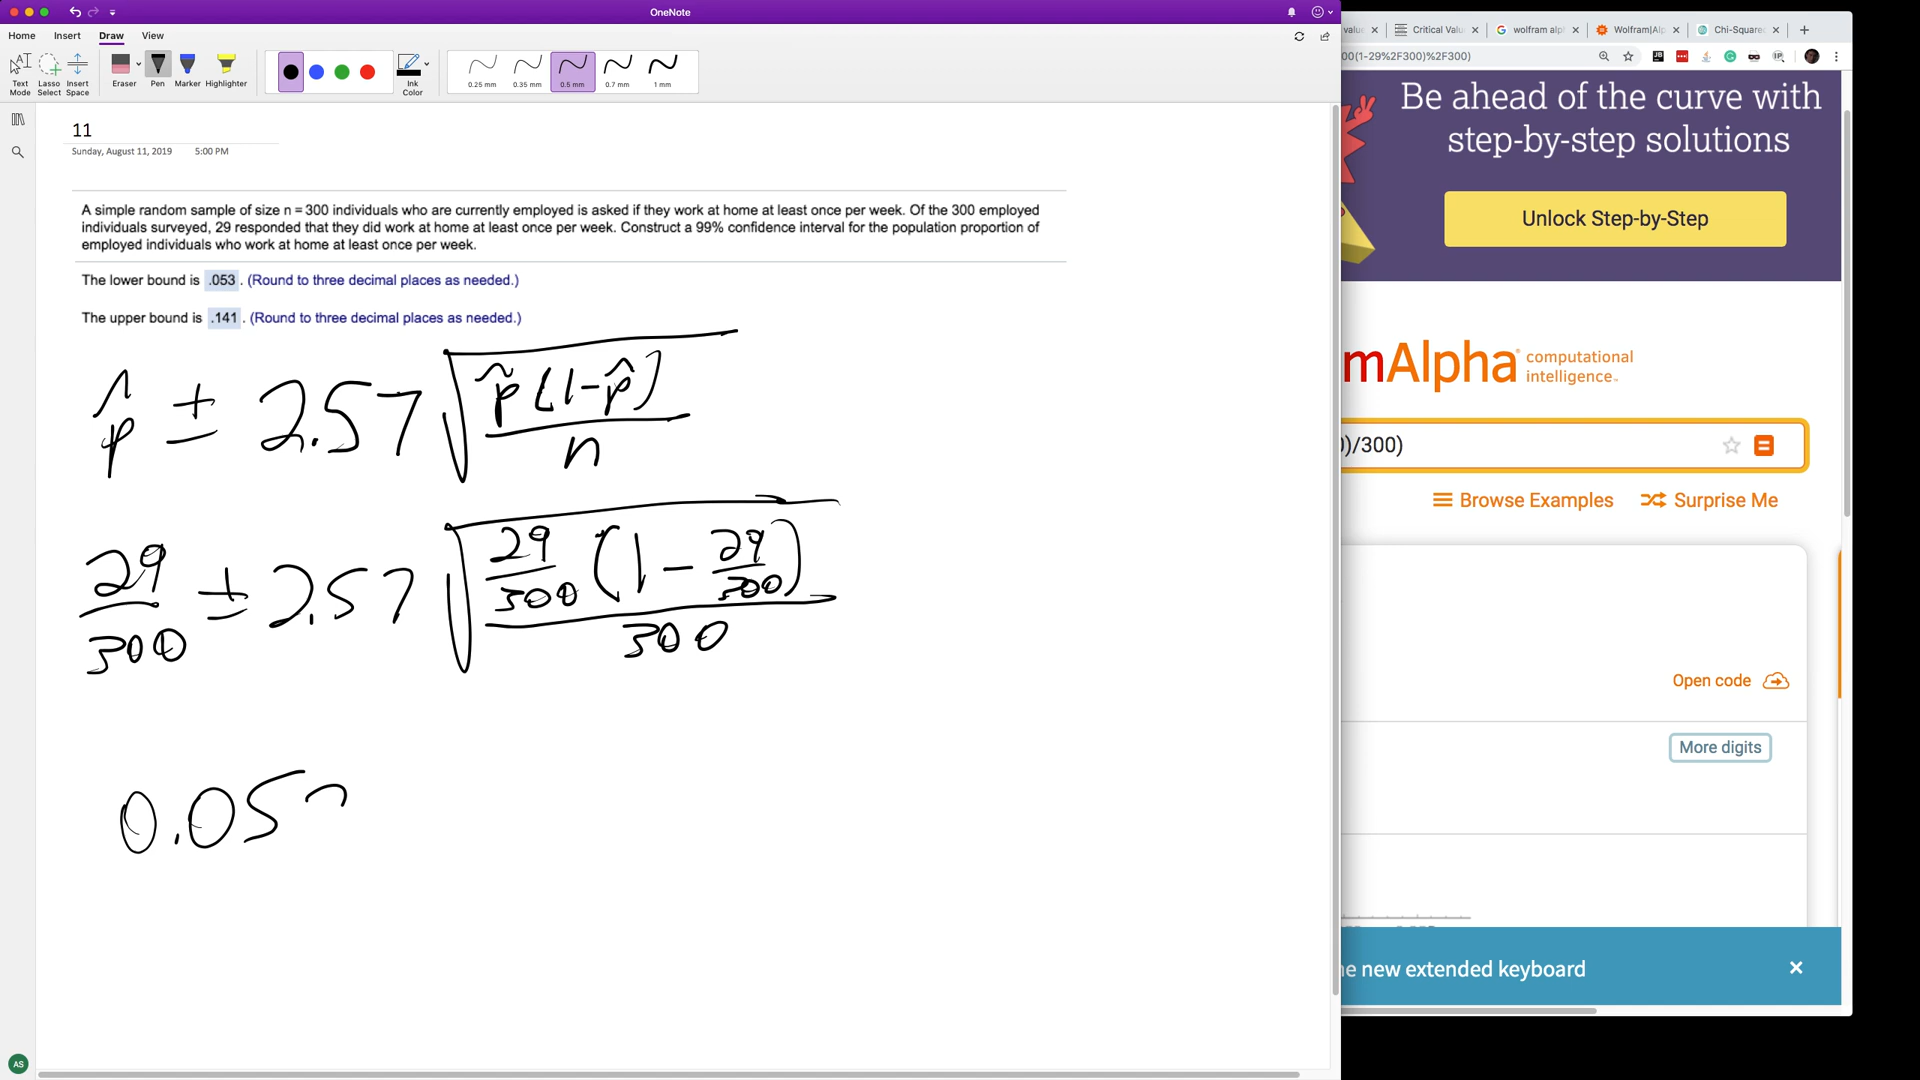 OneNote
Home Insert Draw View
Text Mode
Lasso Select
Insert Space
Eraser
Pen
Marker
Highlighter
Ink Color
0.25 mm
0.35 mm
0.5 mm
0.7 mm
1 mm
11
Sunday, August 11, 2019 5:00 PM
A simple random sample of size n = 300 individuals who are currently employed is asked if they work at home at least once per week. Of the 300 employed
individuals surveyed, 29 responded that they did work at home at least once per week. Construct a 99% confidence interval for the population proportion of
employed individuals who work at home at least once per week.
The lower bound is .053 . (Round to three decimal places as needed.)
The upper bound is .141 . (Round to three decimal places as needed.)
p̂ ± 2.57 √(p̂(1-p̂)/n)
29/300 ± 2.57 √(29/300 (1 - 29/300)/300)
0.05
AS
Critical Valu
wolfram alph
Wolfram|Alp
Chi-Square
00(1-29%2F300)%2F300)
Be ahead of the curve with
step-by-step solutions
Unlock Step-by-Step
mAlpha computational
intelligence™
)/300)
Browse Examples Surprise Me
Open code
More digits
new extended keyboard